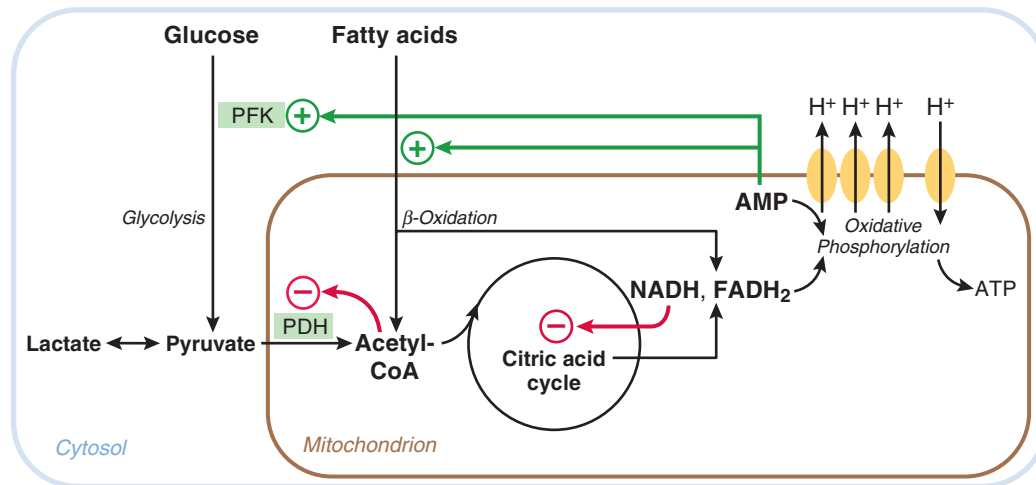 Glucose
Fatty acids
PFK
+
+
H⁺ H⁺ H⁺ H⁺
AMP
Glycolysis
β-Oxidation
Oxidative
Phosphorylation
NADH, FADH₂
ATP
−
PDH
−
Lactate
Pyruvate
Acetyl-
CoA
Citric acid
cycle
Cytosol
Mitochondrion